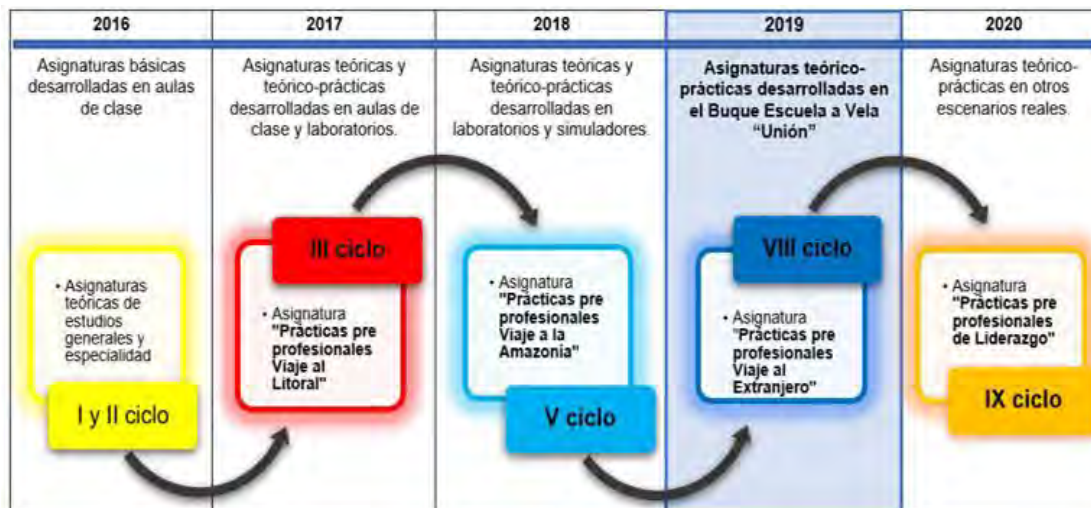 2016
2017
2018
2019
2020
Asignaturas básicas
desarrolladas en aulas
de clase
Asignaturas teóricas y
teórico-prácticas
desarrolladas en aulas de
clase y laboratorios.
Asignaturas teóricas y
teórico-prácticas
desarrolladas en
laboratorios y simuladores
Asignaturas teórico-
prácticas desarrolladas en
el Buque Escuela a Vela
“Unión”
Asignaturas teórico-
prácticas en otros
escenarios reales.
• Asignaturas
teóricas de
estudios
generales y
especialidad
I y II ciclo
III ciclo
• Asignatura
"Prácticas pre
profesionales
Viaje al
Litoral"
• Asignatura
"Prácticas pre
profesionales
Viaje a la
Amazonía"
V ciclo
VIII ciclo
• Asignatura
"Prácticas pre
profesionales
Viaje al
Extranjero"
• Asignatura
"Prácticas pre
profesionales
de Liderazgo"
IX ciclo